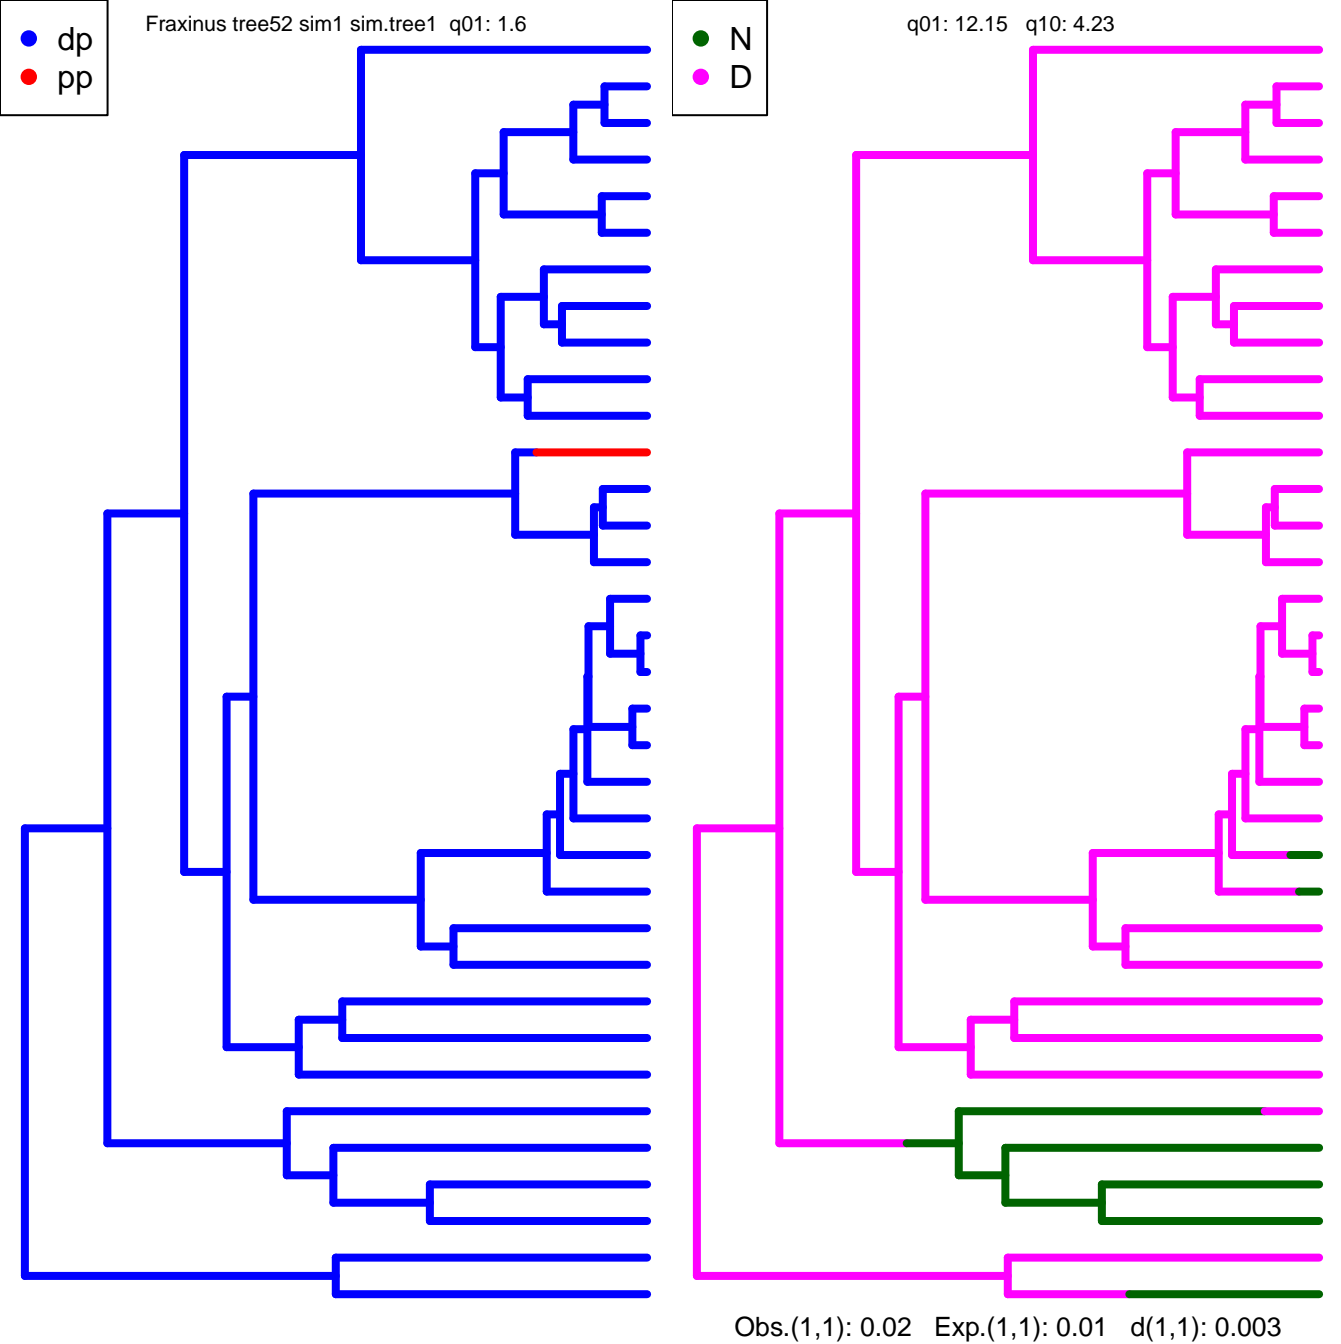 Fraxinus tree52 sim1 sim.tree1 q01: 1.6
dp
pp
q01: 12.15 q10: 4.23
N
D
Obs.(1,1): 0.02 Exp.(1,1): 0.01 d(1,1): 0.003